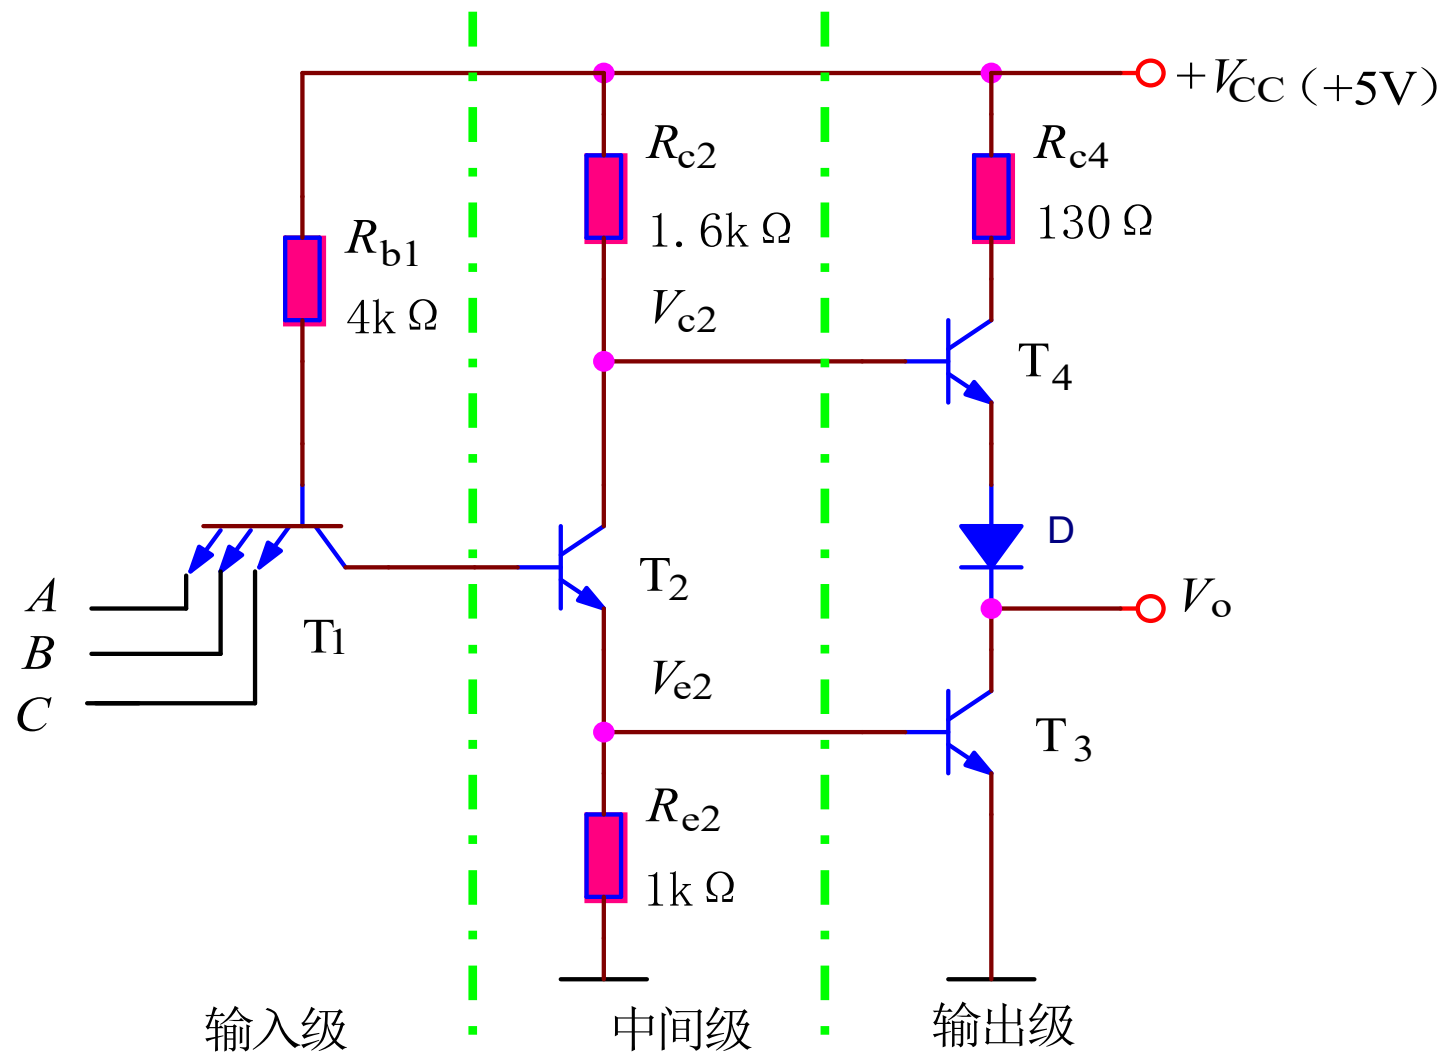 +VCC（+5V）
Rc2
1.6kΩ
Rc4
130Ω
Rb1
4kΩ
Vc2
T4
D
A
B
C
T1
T2
Vo
Ve2
T3
Re2
1kΩ
输入级
中间级
输出级